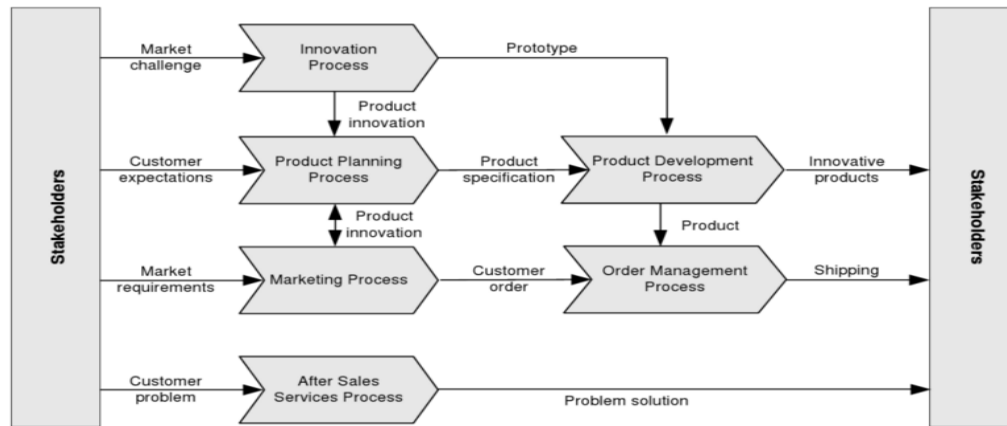 Stakeholders
Market
challenge
Innovation
Process
Prototype
Product
innovation
Customer
expectations
Product Planning
Process
Product
specification
Product Development
Process
Innovative
products
Product
innovation
Product
Market
requirements
Marketing Process
Customer
order
Order Management
Process
Shipping
Customer
problem
After Sales
Services Process
Problem solution
Stakeholders